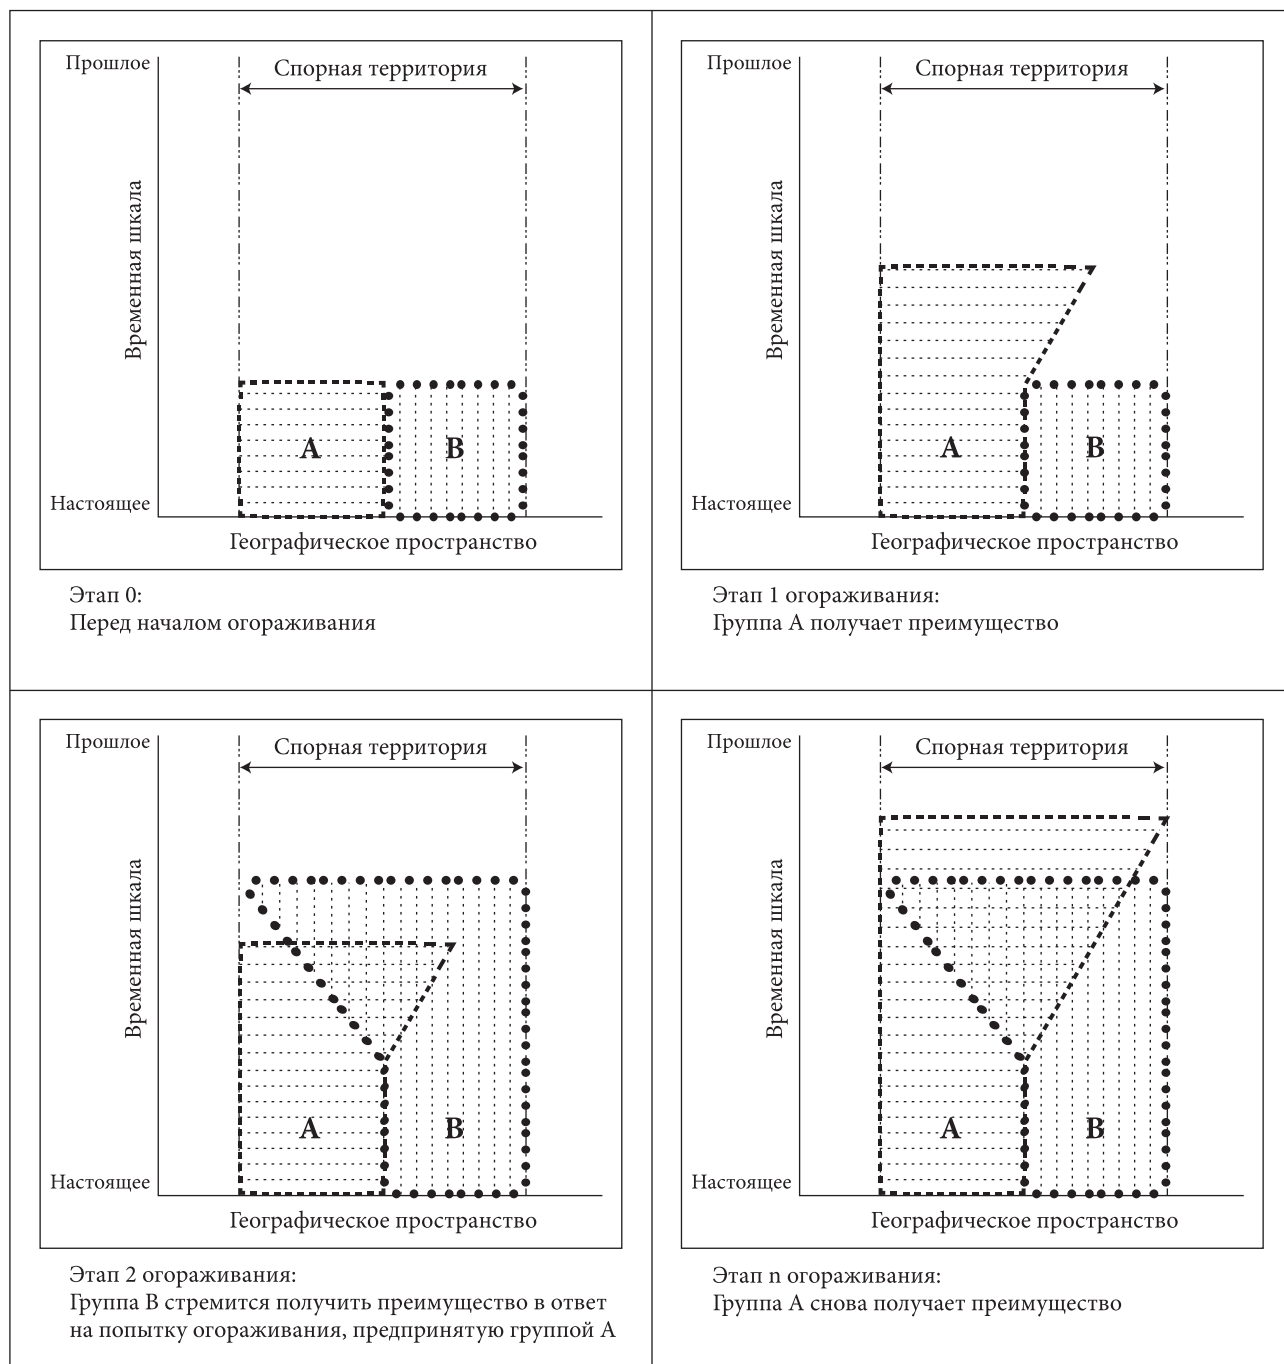 Прошлое
Спорная территория
Временная шкала
A
B
Настоящее
Географическое пространство
Этап 0:
Перед началом огораживания
Прошлое
Спорная территория
Временная шкала
A
B
Настоящее
Географическое пространство
Этап 1 огораживания:
Группа A получает преимущество
Прошлое
Спорная территория
Временная шкала
A
B
Настоящее
Географическое пространство
Этап 2 огораживания:
Группа B стремится получить преимущество в ответ
на попытку огораживания, предпринятую группой A
Прошлое
Спорная территория
Временная шкала
A
B
Настоящее
Географическое пространство
Этап n огораживания:
Группа A снова получает преимущество